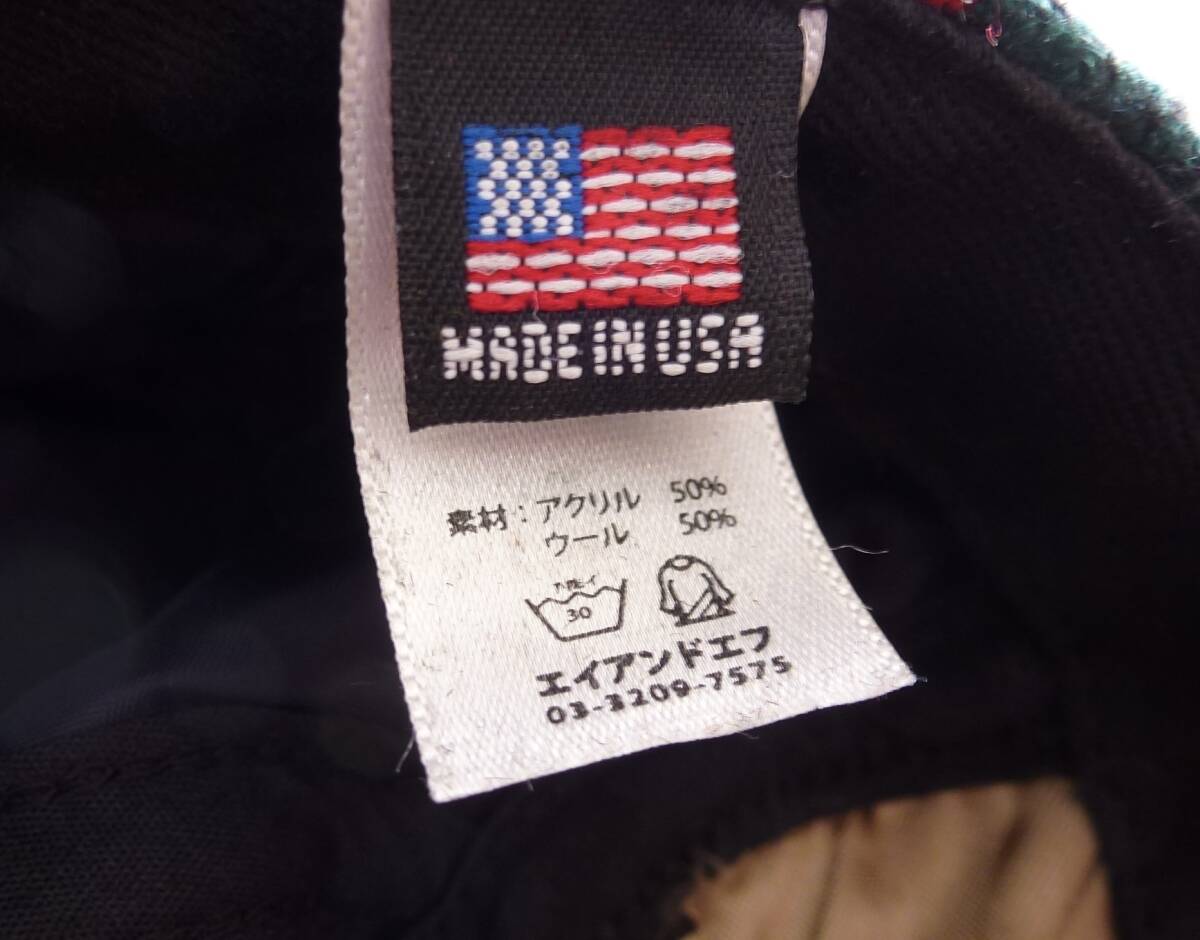 MADE IN USA
素材：アクリル 50%
ウール 50%
30
エイアンドエフ
03-3209-7575